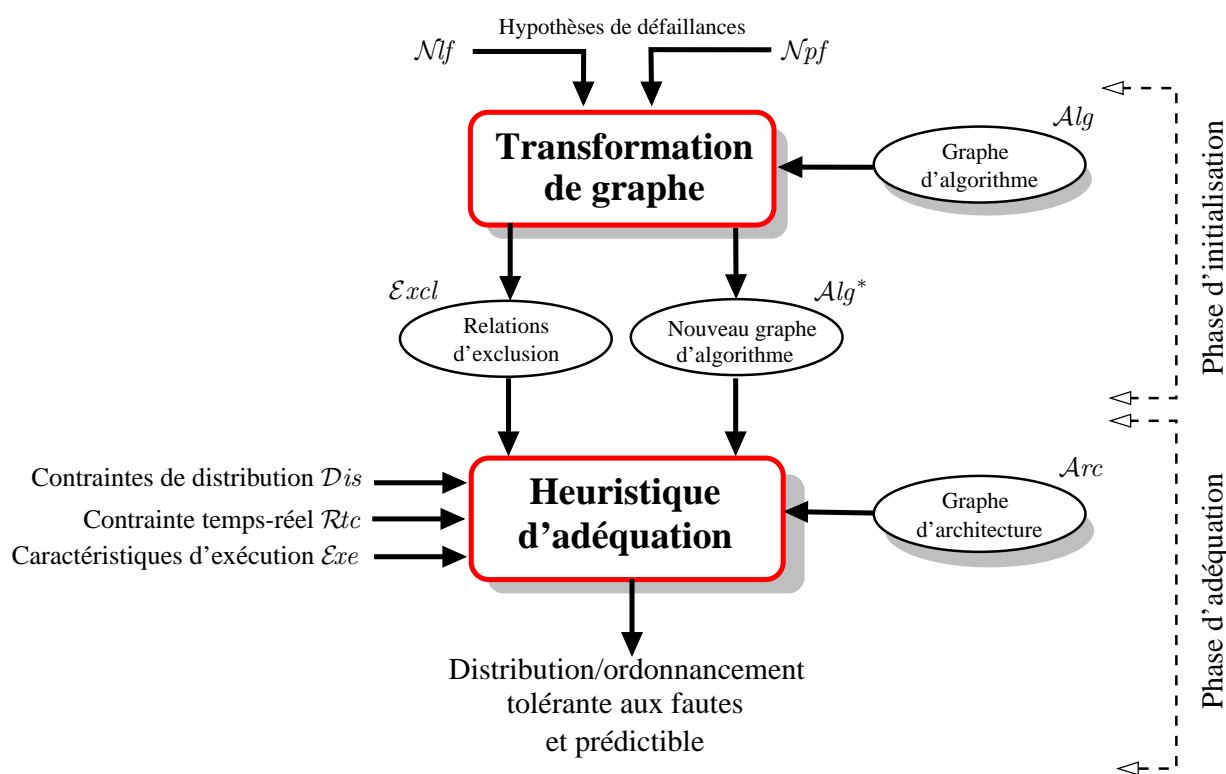 Hypothèses de défaillances
Nlf
Npf
Transformation
de graphe
Alg
Graphe
d'algorithme
Phase d'initialisation
Excl
Relations
d'exclusion
Alg*
Nouveau graphe
d'algorithme
Contraintes de distribution Dis
Contrainte temps-réel Rtc
Caractéristiques d'exécution Exe
Heuristique
d'adéquation
Arc
Graphe
d'architecture
Phase d'adéquation
Distribution/ordonnancement
tolérante aux fautes
et prédictible